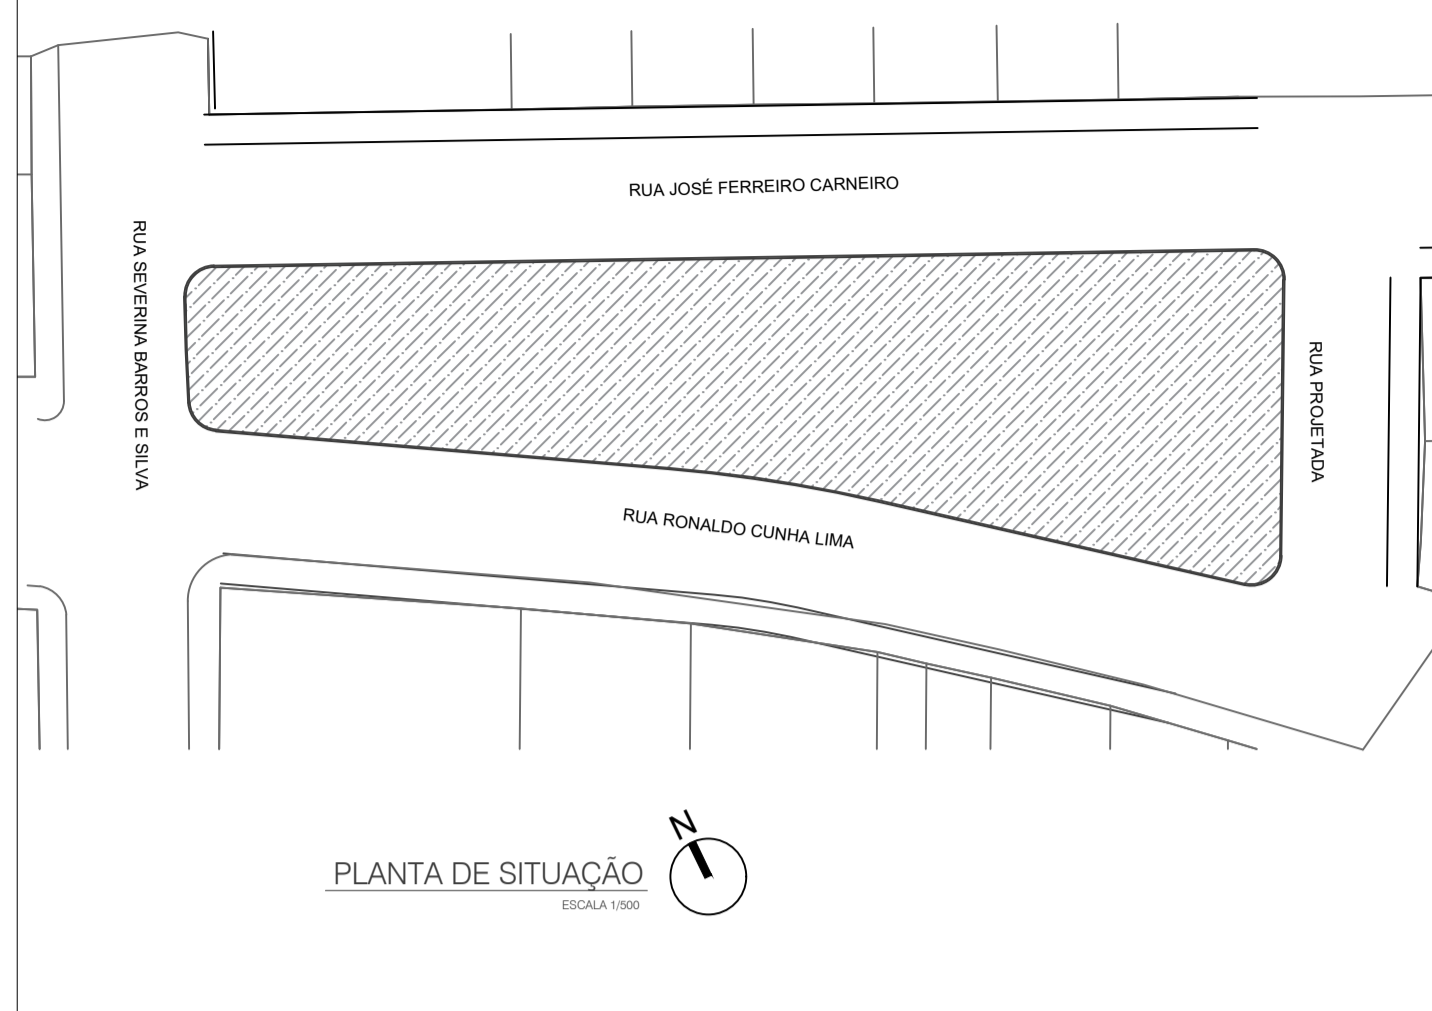 RUA JOSÉ FERREIRO CARNEIRO
RUA SEVERINA BARROS E SILVA
RUA PROJETADA
RUA RONALDO CUNHA LIMA
N
PLANTA DE SITUAÇÃO
ESCALA 1/500